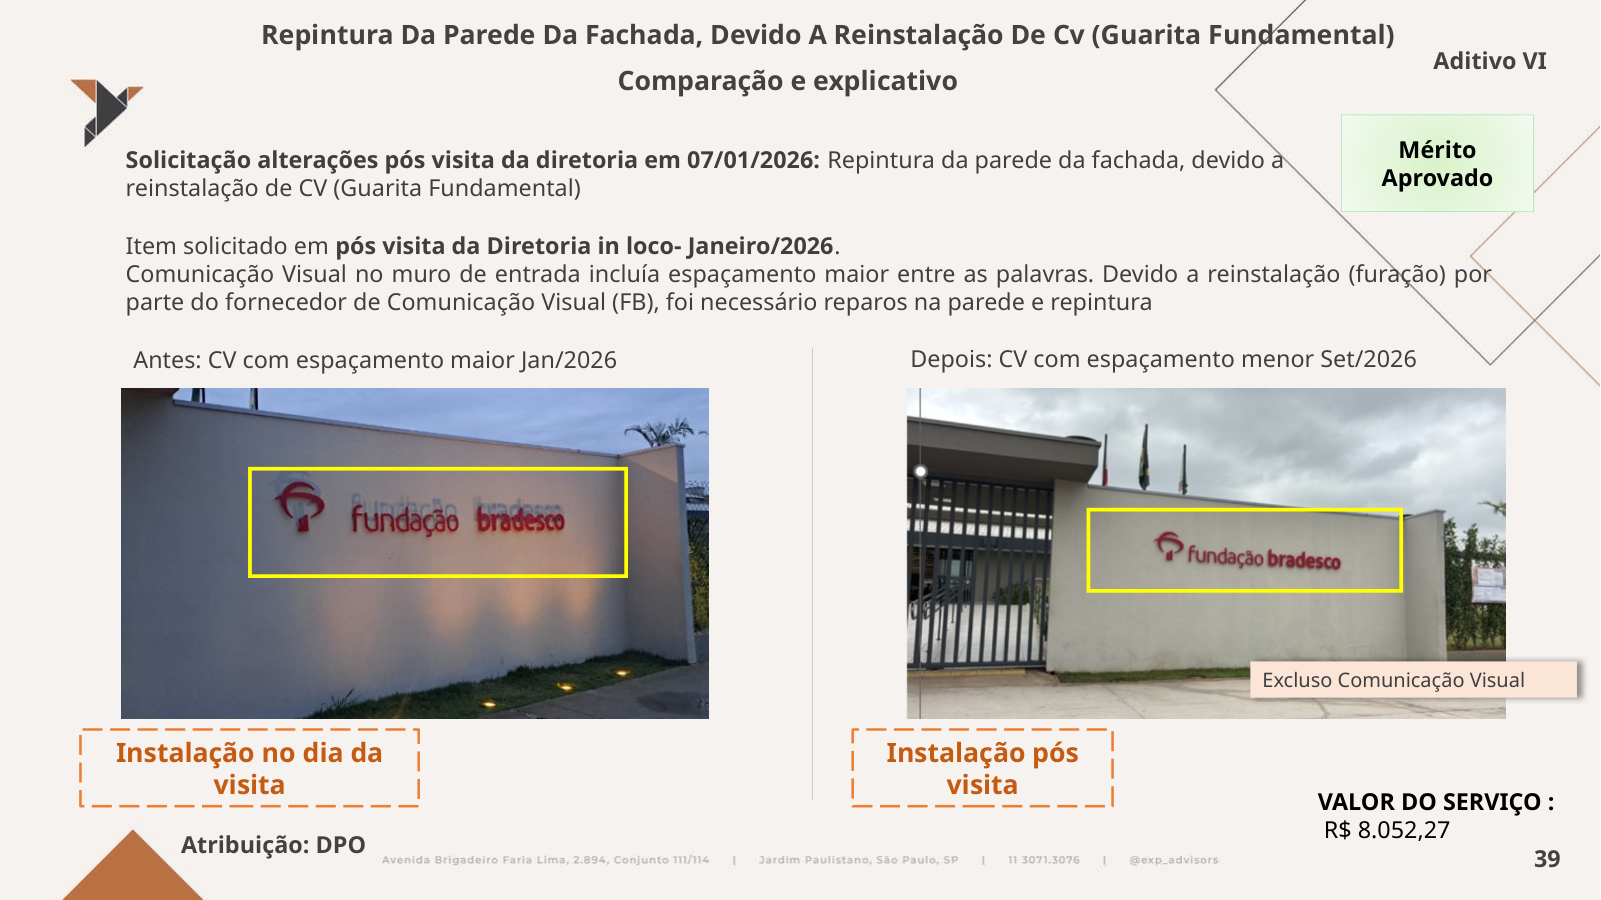 Repintura Da Parede Da Fachada, Devido A Reinstalação De Cv (Guarita Fundamental)
Comparação e explicativo
Aditivo VI
Mérito
Aprovado
Solicitação alterações pós visita da diretoria em 07/01/2026: Repintura da parede da fachada, devido a
reinstalação de CV (Guarita Fundamental)
Item solicitado em pós visita da Diretoria in loco- Janeiro/2026.
Comunicação Visual no muro de entrada incluía espaçamento maior entre as palavras. Devido a reinstalação (furação) por
parte do fornecedor de Comunicação Visual (FB), foi necessário reparos na parede e repintura
Antes: CV com espaçamento maior Jan/2026
Depois: CV com espaçamento menor Set/2026
fundação bradesco
fundação bradesco
Excluso Comunicação Visual
Instalação no dia da
visita
Instalação pós
visita
VALOR DO SERVIÇO :
R$ 8.052,27
Atribuição: DPO
Avenida Brigadeiro Faria Lima, 2.894, Conjunto 111/114 | Jardim Paulistano, São Paulo, SP | 11 3071.3076 | @exp_advisors
39